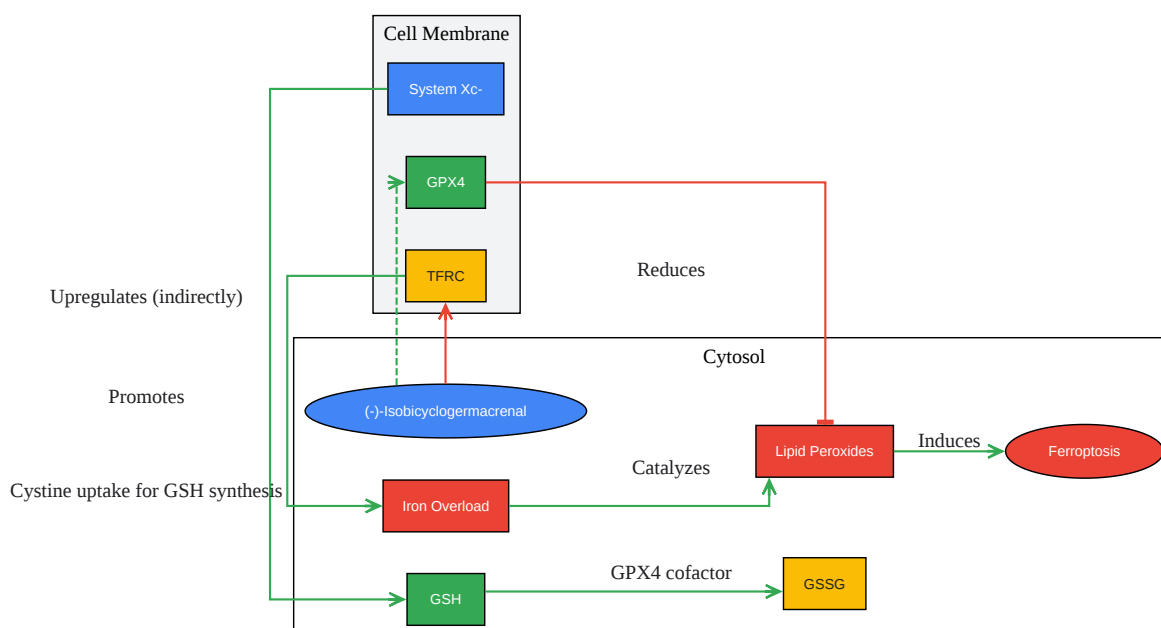 Cell Membrane
System Xc-
GPX4
TFRC
Reduces
Upregulates (indirectly)
Cytosol
Promotes
(-)-Isobicyclogermacrenal
Induces
Lipid Peroxides
Ferroptosis
Catalyzes
Cystine uptake for GSH synthesis
Iron Overload
GPX4 cofactor
GSSG
GSH